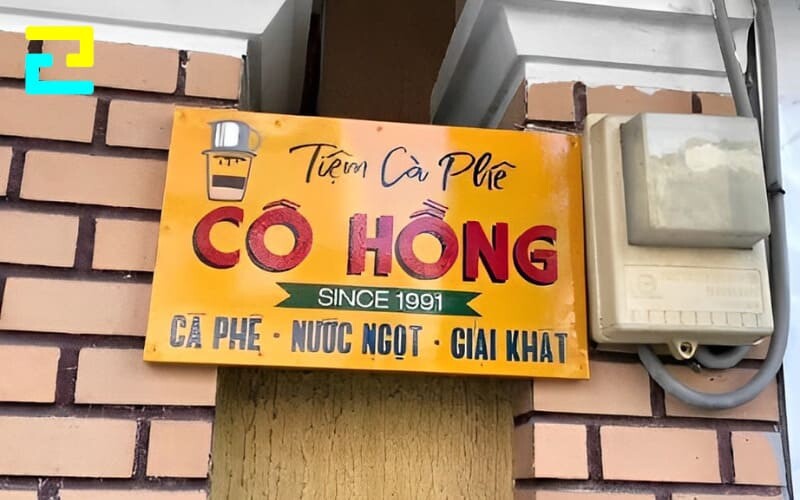 Tiệm Cà Phê
CÔ HỒNG
SINCE 1991
CÀ PHÊ · NƯỚC NGỌT · GIẢI KHÁT